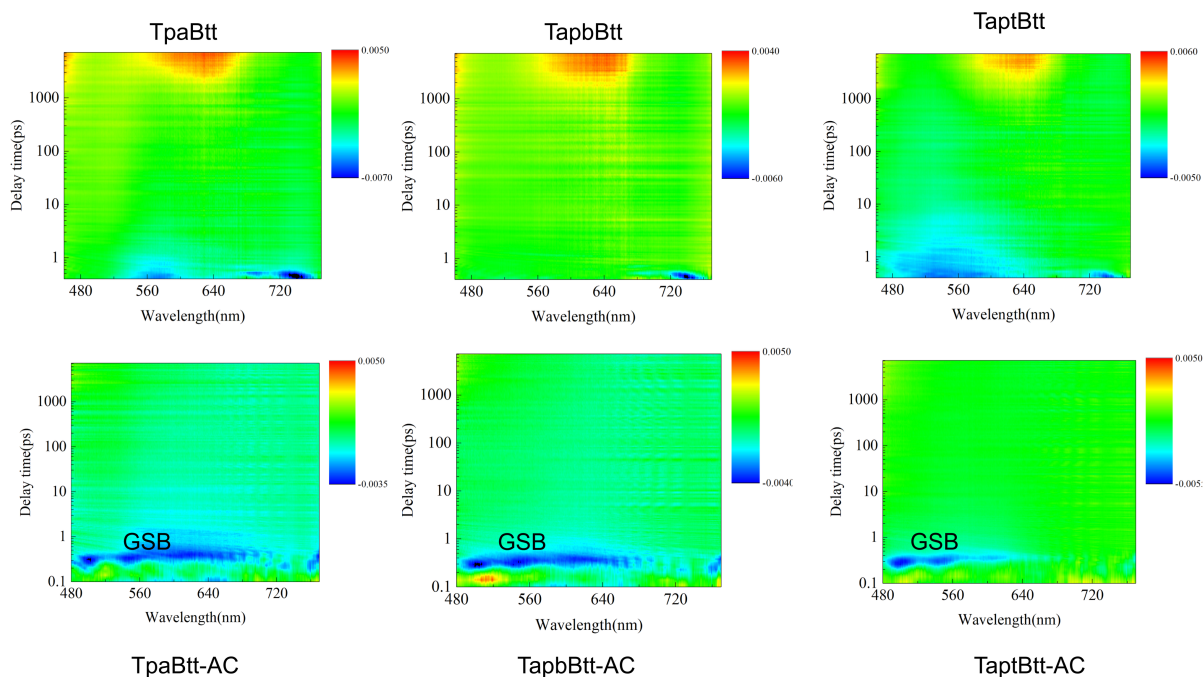 TpaBtt
TapbBtt
TaptBtt
0.0050
-0.0070
1000
100
10
1
Delay time(ps)
480 560 640 720
Wavelength(nm)
0.0040
-0.0060
1000
100
10
1
Delay time(ps)
480 560 640 720
Wavelength(nm)
0.0060
-0.0050
1000
100
10
1
Delay time(ps)
480 560 640 720
Wavelength(nm)
0.0050
-0.0035
1000
100
10
1
0.1
Delay time(ps)
GSB
480 560 640 720
Wavelength(nm)
0.0050
-0.0040
1000
100
10
1
0.1
Delay time(ps)
GSB
480 560 640 720
Wavelength(nm)
0.0050
-0.005
1000
100
10
1
0.1
Delay time(ps)
GSB
480 560 640 720
Wavelength(nm)
TpaBtt-AC
TapbBtt-AC
TaptBtt-AC